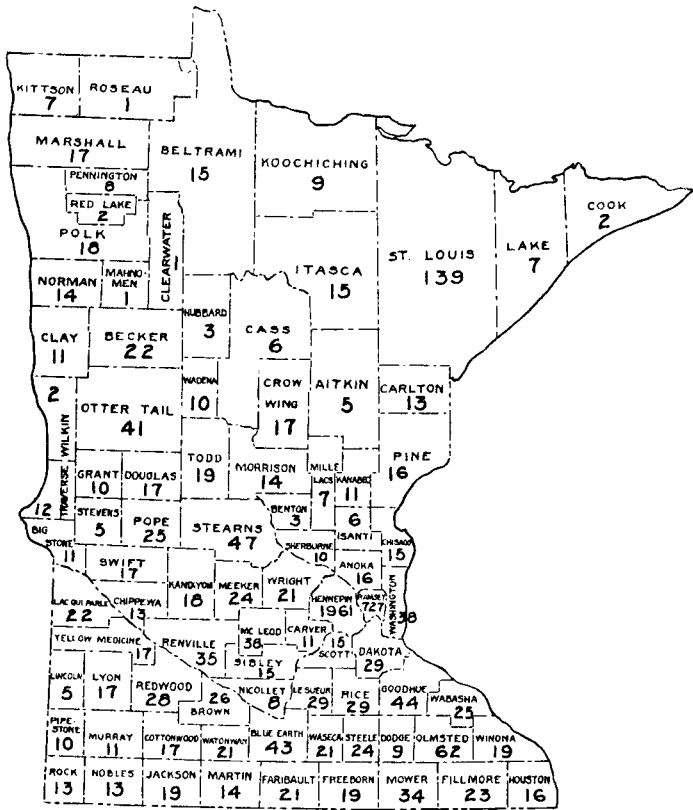 KITTSON
7
ROSEAU
1
MARSHALL
17
BELTRAMI
15
KOOCHICHING
9
PENNINGTON
8
RED LAKE
2
POLK
18
CLEARWATER
1
ITASCA
15
ST. LOUIS
139
LAKE
7
COOK
2
NORMAN
14
MAHNO-
MEN
1
HUBBARD
3
CASS
6
CLAY
11
BECKER
22
WADENA
10
CROW
WING
17
AITKIN
5
CARLTON
13
WILKIN
2
OTTER TAIL
41
TODD
19
MORRISON
14
MILLE
LACS
7
KANABEC
11
PINE
16
TRAVERSE
12
GRANT
10
DOUGLAS
17
BENTON
3
6
ISANTI
CHISAGO
15
BIG
STONE
11
STEVENS
5
POPE
25
STEARNS
47
SHERBURNE
10
ANOKA
16
SWIFT
17
KANDIYOHI
18
MEEKER
24
WRIGHT
21
HENNEPIN
1961
RAMSEY
727
WASHINGTON
38
LAC QUI PARLE
22
CHIPPEWA
13
MC LEOD
38
CARVER
11
15
SCOTT
DAKOTA
29
YELLOW MEDICINE
17
RENVILLE
35
SIBLEY
15
LINCOLN
5
LYON
17
REDWOOD
28
26
BROWN
NICOLLET
8
LESUEUR
29
RICE
29
GOODHUE
44
WABASHA
25
PIPE-
STONE
10
MURRAY
11
COTTONWOOD
17
WATONWAN
21
BLUE EARTH
43
WASECA
21
STEELE
24
DODGE
9
OLMSTED
62
WINONA
19
ROCK
13
NOBLES
13
JACKSON
19
MARTIN
14
FARIBAULT
21
FREEBORN
19
MOWER
34
FILLMORE
23
HOUSTON
16